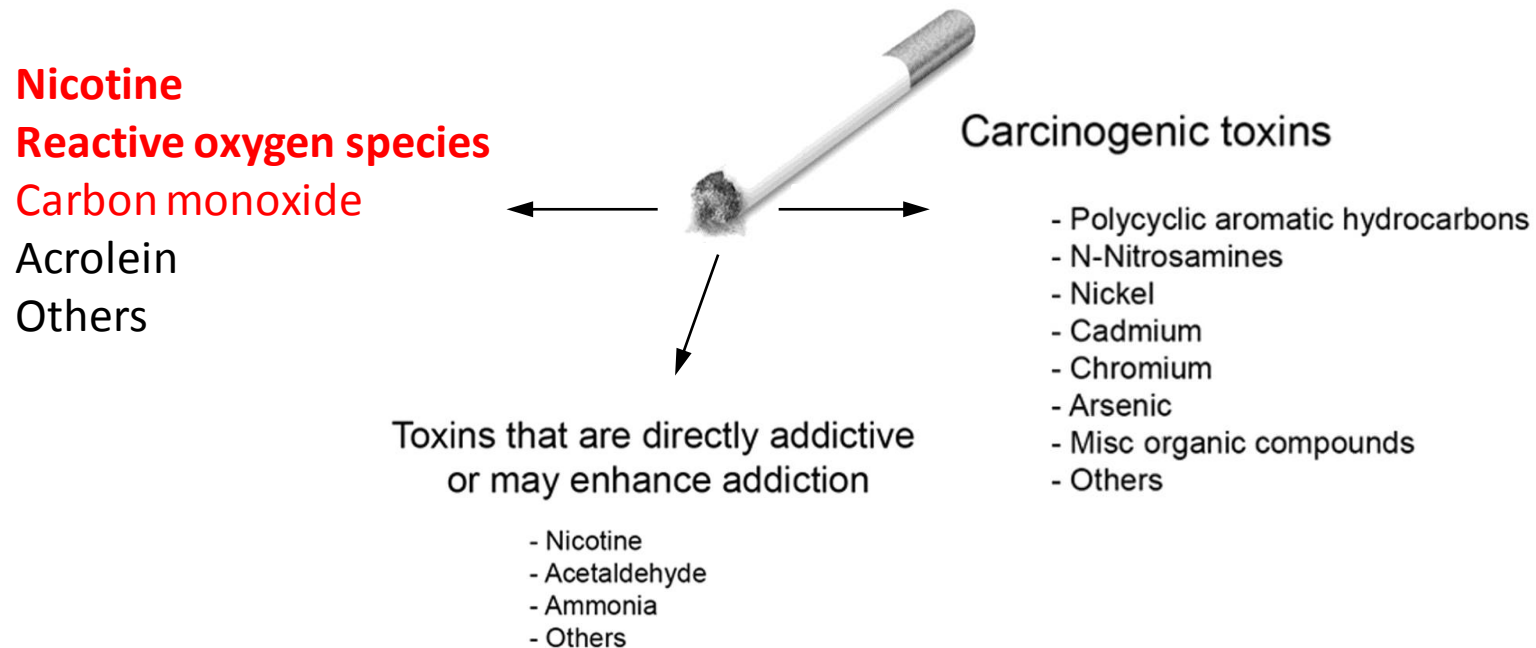 Nicotine
Reactive oxygen species
Carbon monoxide
Acrolein
Others
Carcinogenic toxins
- Polycyclic aromatic hydrocarbons
- N-Nitrosamines
- Nickel
- Cadmium
- Chromium
- Arsenic
- Misc organic compounds
- Others
Toxins that are directly addictive
or may enhance addiction
- Nicotine
- Acetaldehyde
- Ammonia
- Others